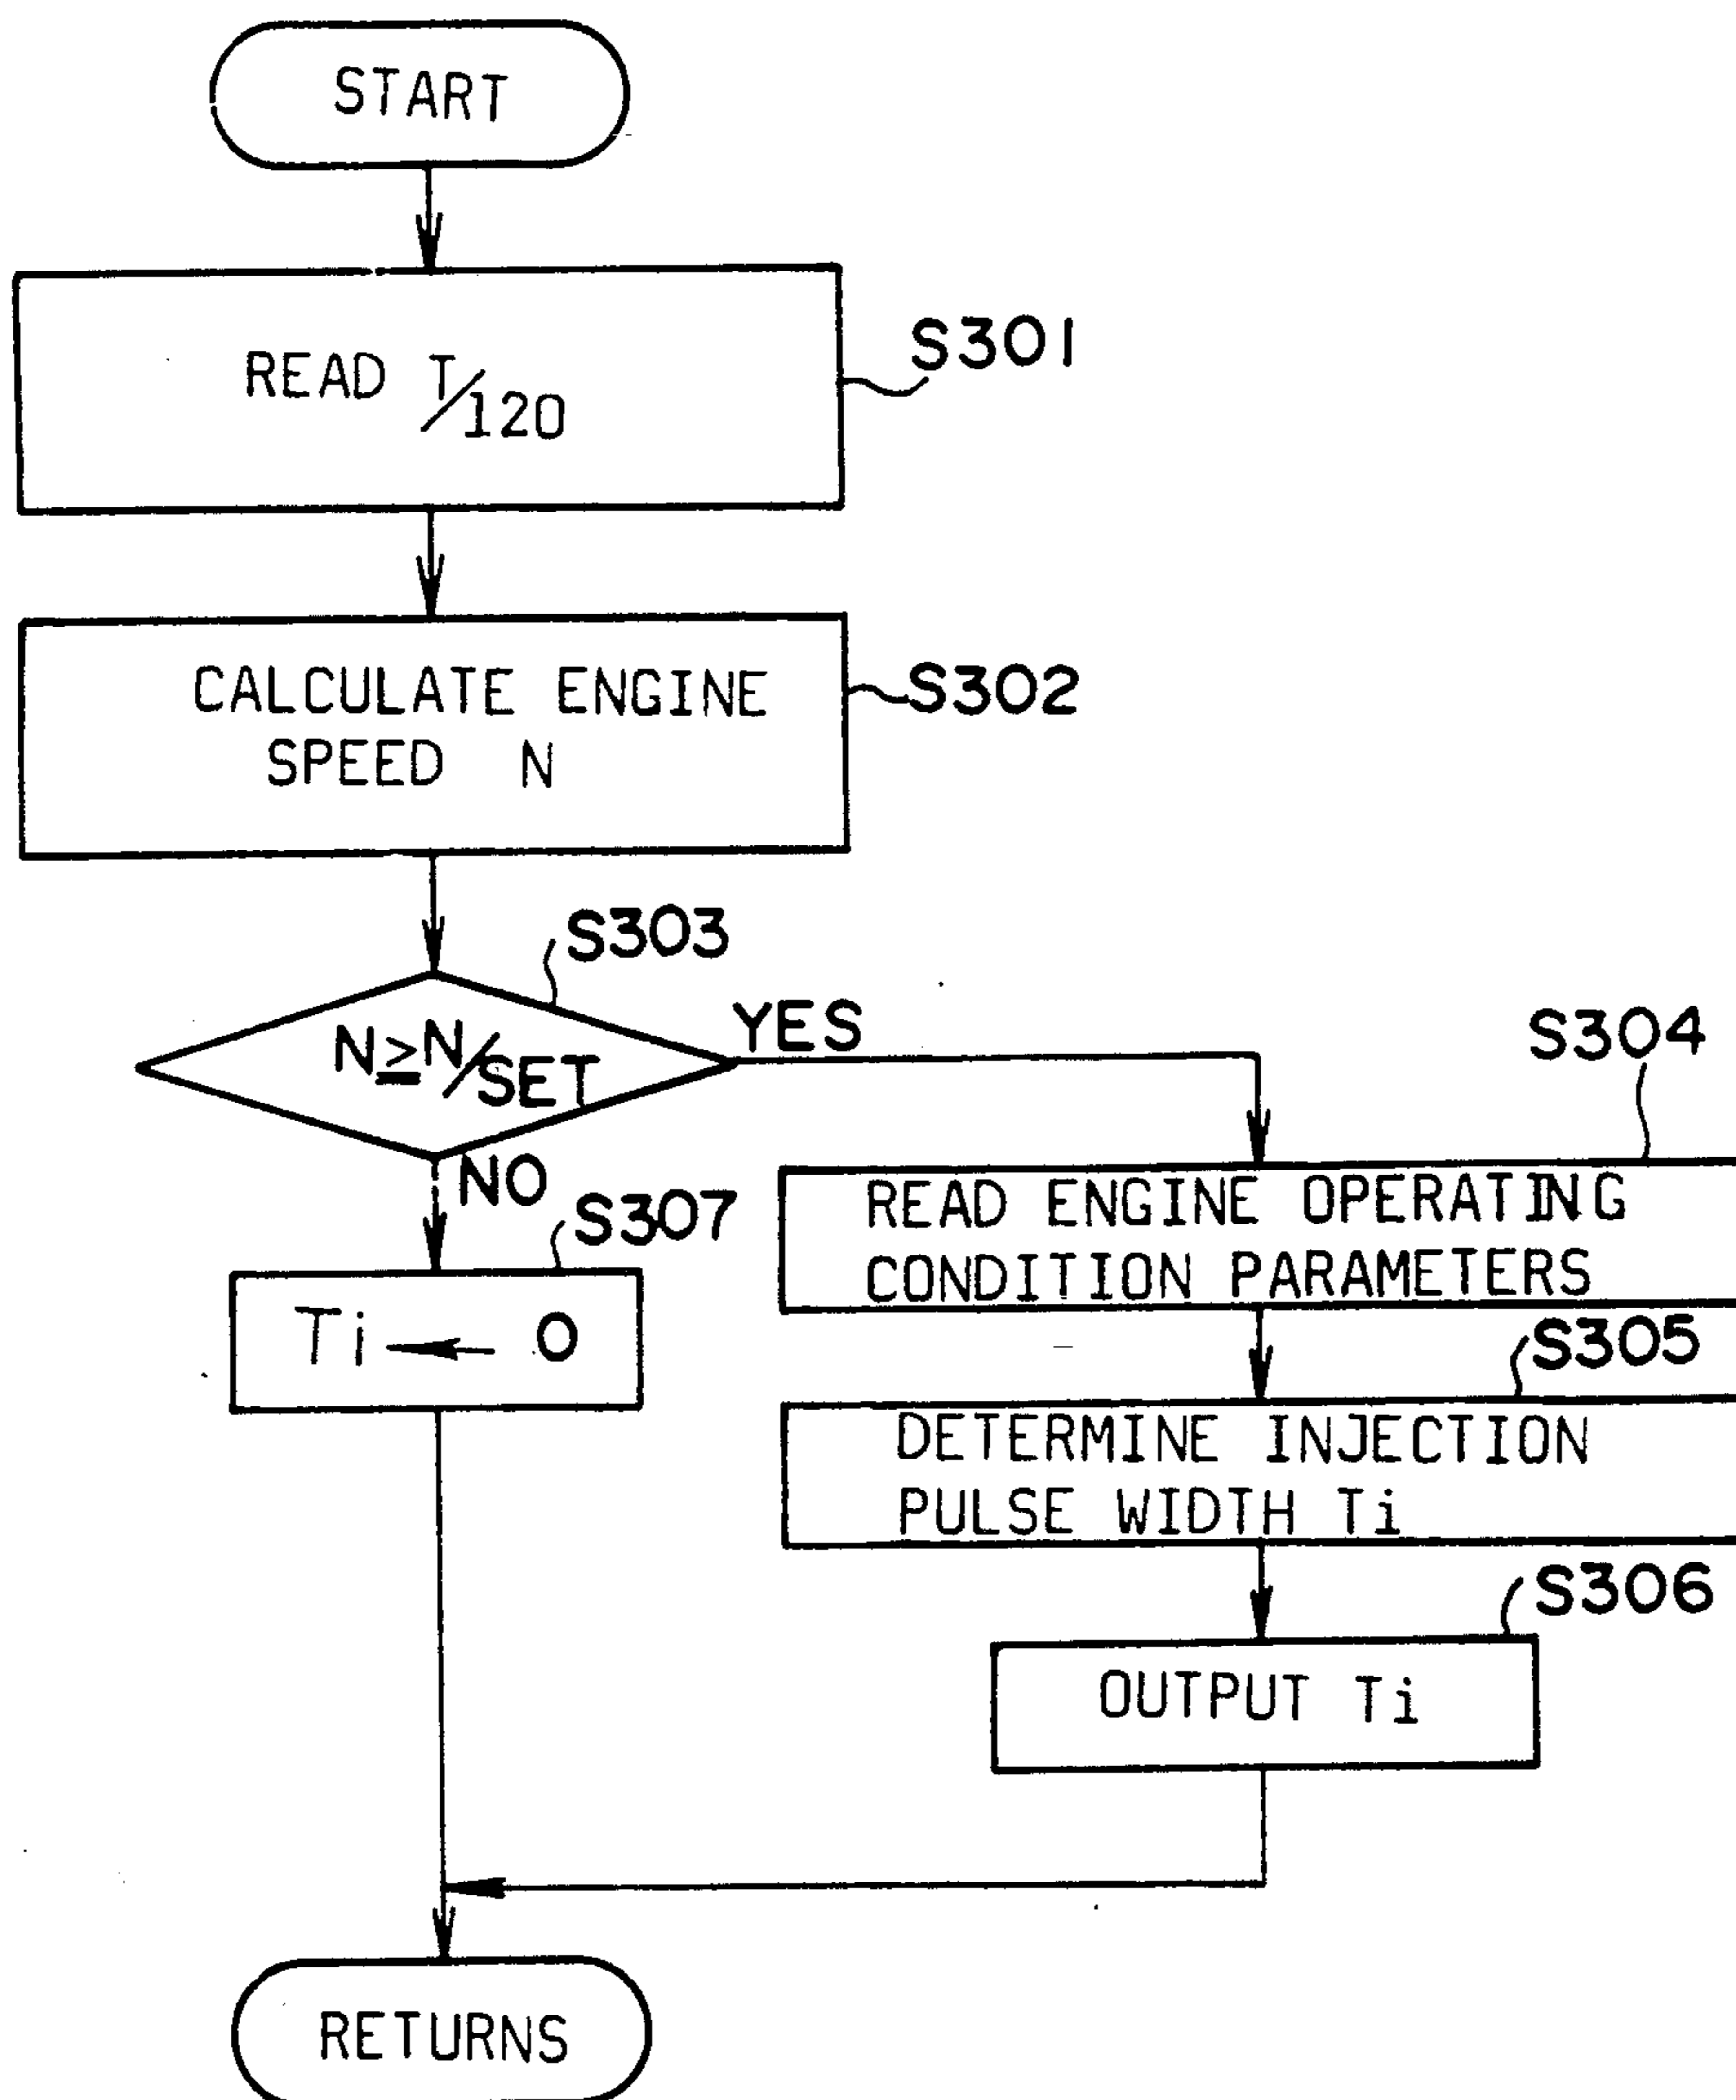 START
READ T/120
S301
CALCULATE ENGINE
SPEED N
S302
S303
N≥N/SET
YES
NO
S304
READ ENGINE OPERATING
CONDITION PARAMETERS
S307
Ti ← 0
S305
DETERMINE INJECTION
PULSE WIDTH Ti
S306
OUTPUT Ti
RETURNS